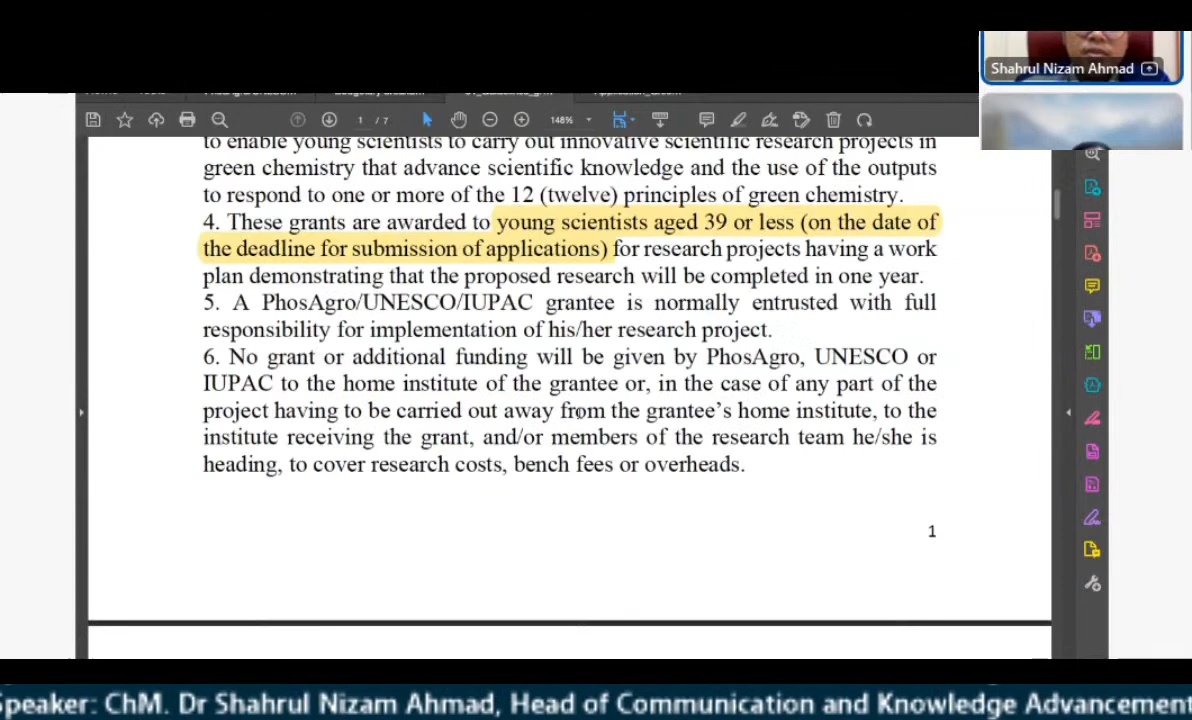 Shahrul Nizam Ahmad
1 / 7
148%
to enable young scientists to carry out innovative scientific research projects in
green chemistry that advance scientific knowledge and the use of the outputs
to respond to one or more of the 12 (twelve) principles of green chemistry.
4. These grants are awarded to young scientists aged 39 or less (on the date of
the deadline for submission of applications) for research projects having a work
plan demonstrating that the proposed research will be completed in one year.
5. A PhosAgro/UNESCO/IUPAC grantee is normally entrusted with full
responsibility for implementation of his/her research project.
6. No grant or additional funding will be given by PhosAgro, UNESCO or
IUPAC to the home institute of the grantee or, in the case of any part of the
project having to be carried out away from the grantee's home institute, to the
institute receiving the grant, and/or members of the research team he/she is
heading, to cover research costs, bench fees or overheads.
1
Speaker: ChM. Dr Shahrul Nizam Ahmad, Head of Communication and Knowledge Advancement